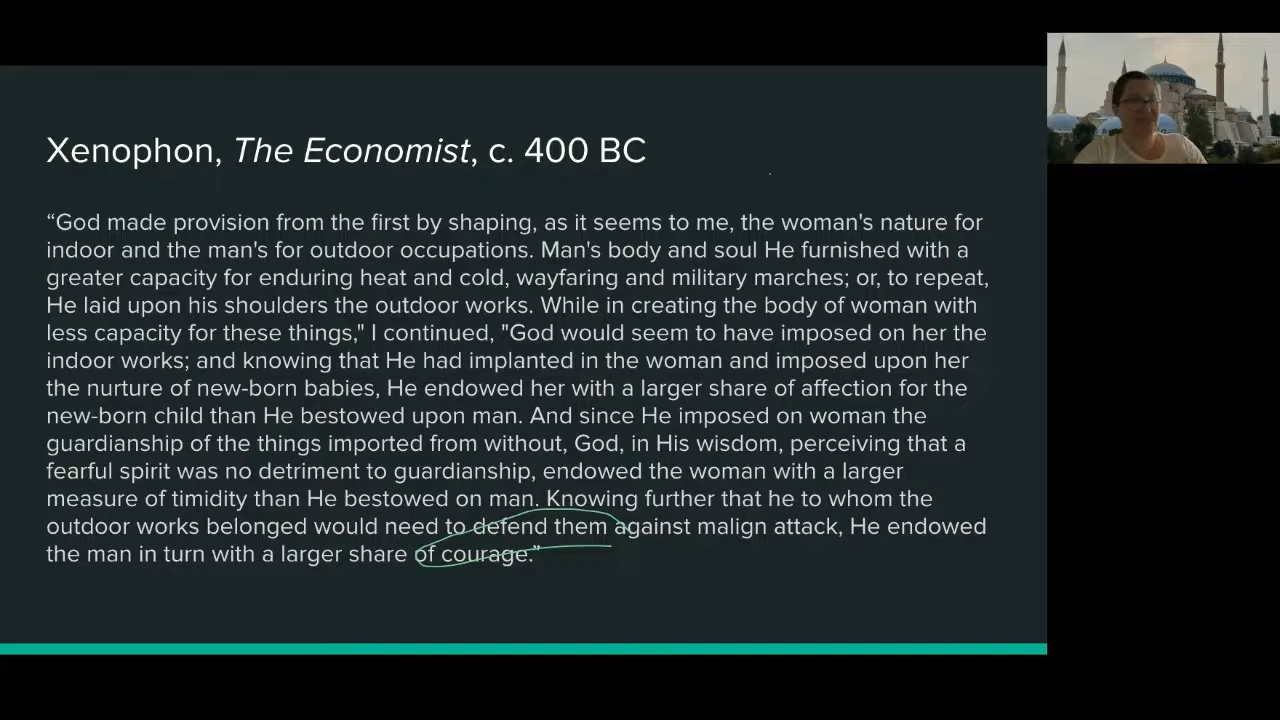 Xenophon, The Economist, c. 400 BC
“God made provision from the first by shaping, as it seems to me, the woman's nature for
indoor and the man's for outdoor occupations. Man's body and soul He furnished with a
greater capacity for enduring heat and cold, wayfaring and military marches; or, to repeat,
He laid upon his shoulders the outdoor works. While in creating the body of woman with
less capacity for these things," I continued, "God would seem to have imposed on her the
indoor works; and knowing that He had implanted in the woman and imposed upon her
the nurture of new-born babies, He endowed her with a larger share of affection for the
new-born child than He bestowed upon man. And since He imposed on woman the
guardianship of the things imported from without, God, in His wisdom, perceiving that a
fearful spirit was no detriment to guardianship, endowed the woman with a larger
measure of timidity than He bestowed on man. Knowing further that he to whom the
outdoor works belonged would need to defend them against malign attack, He endowed
the man in turn with a larger share of courage.”